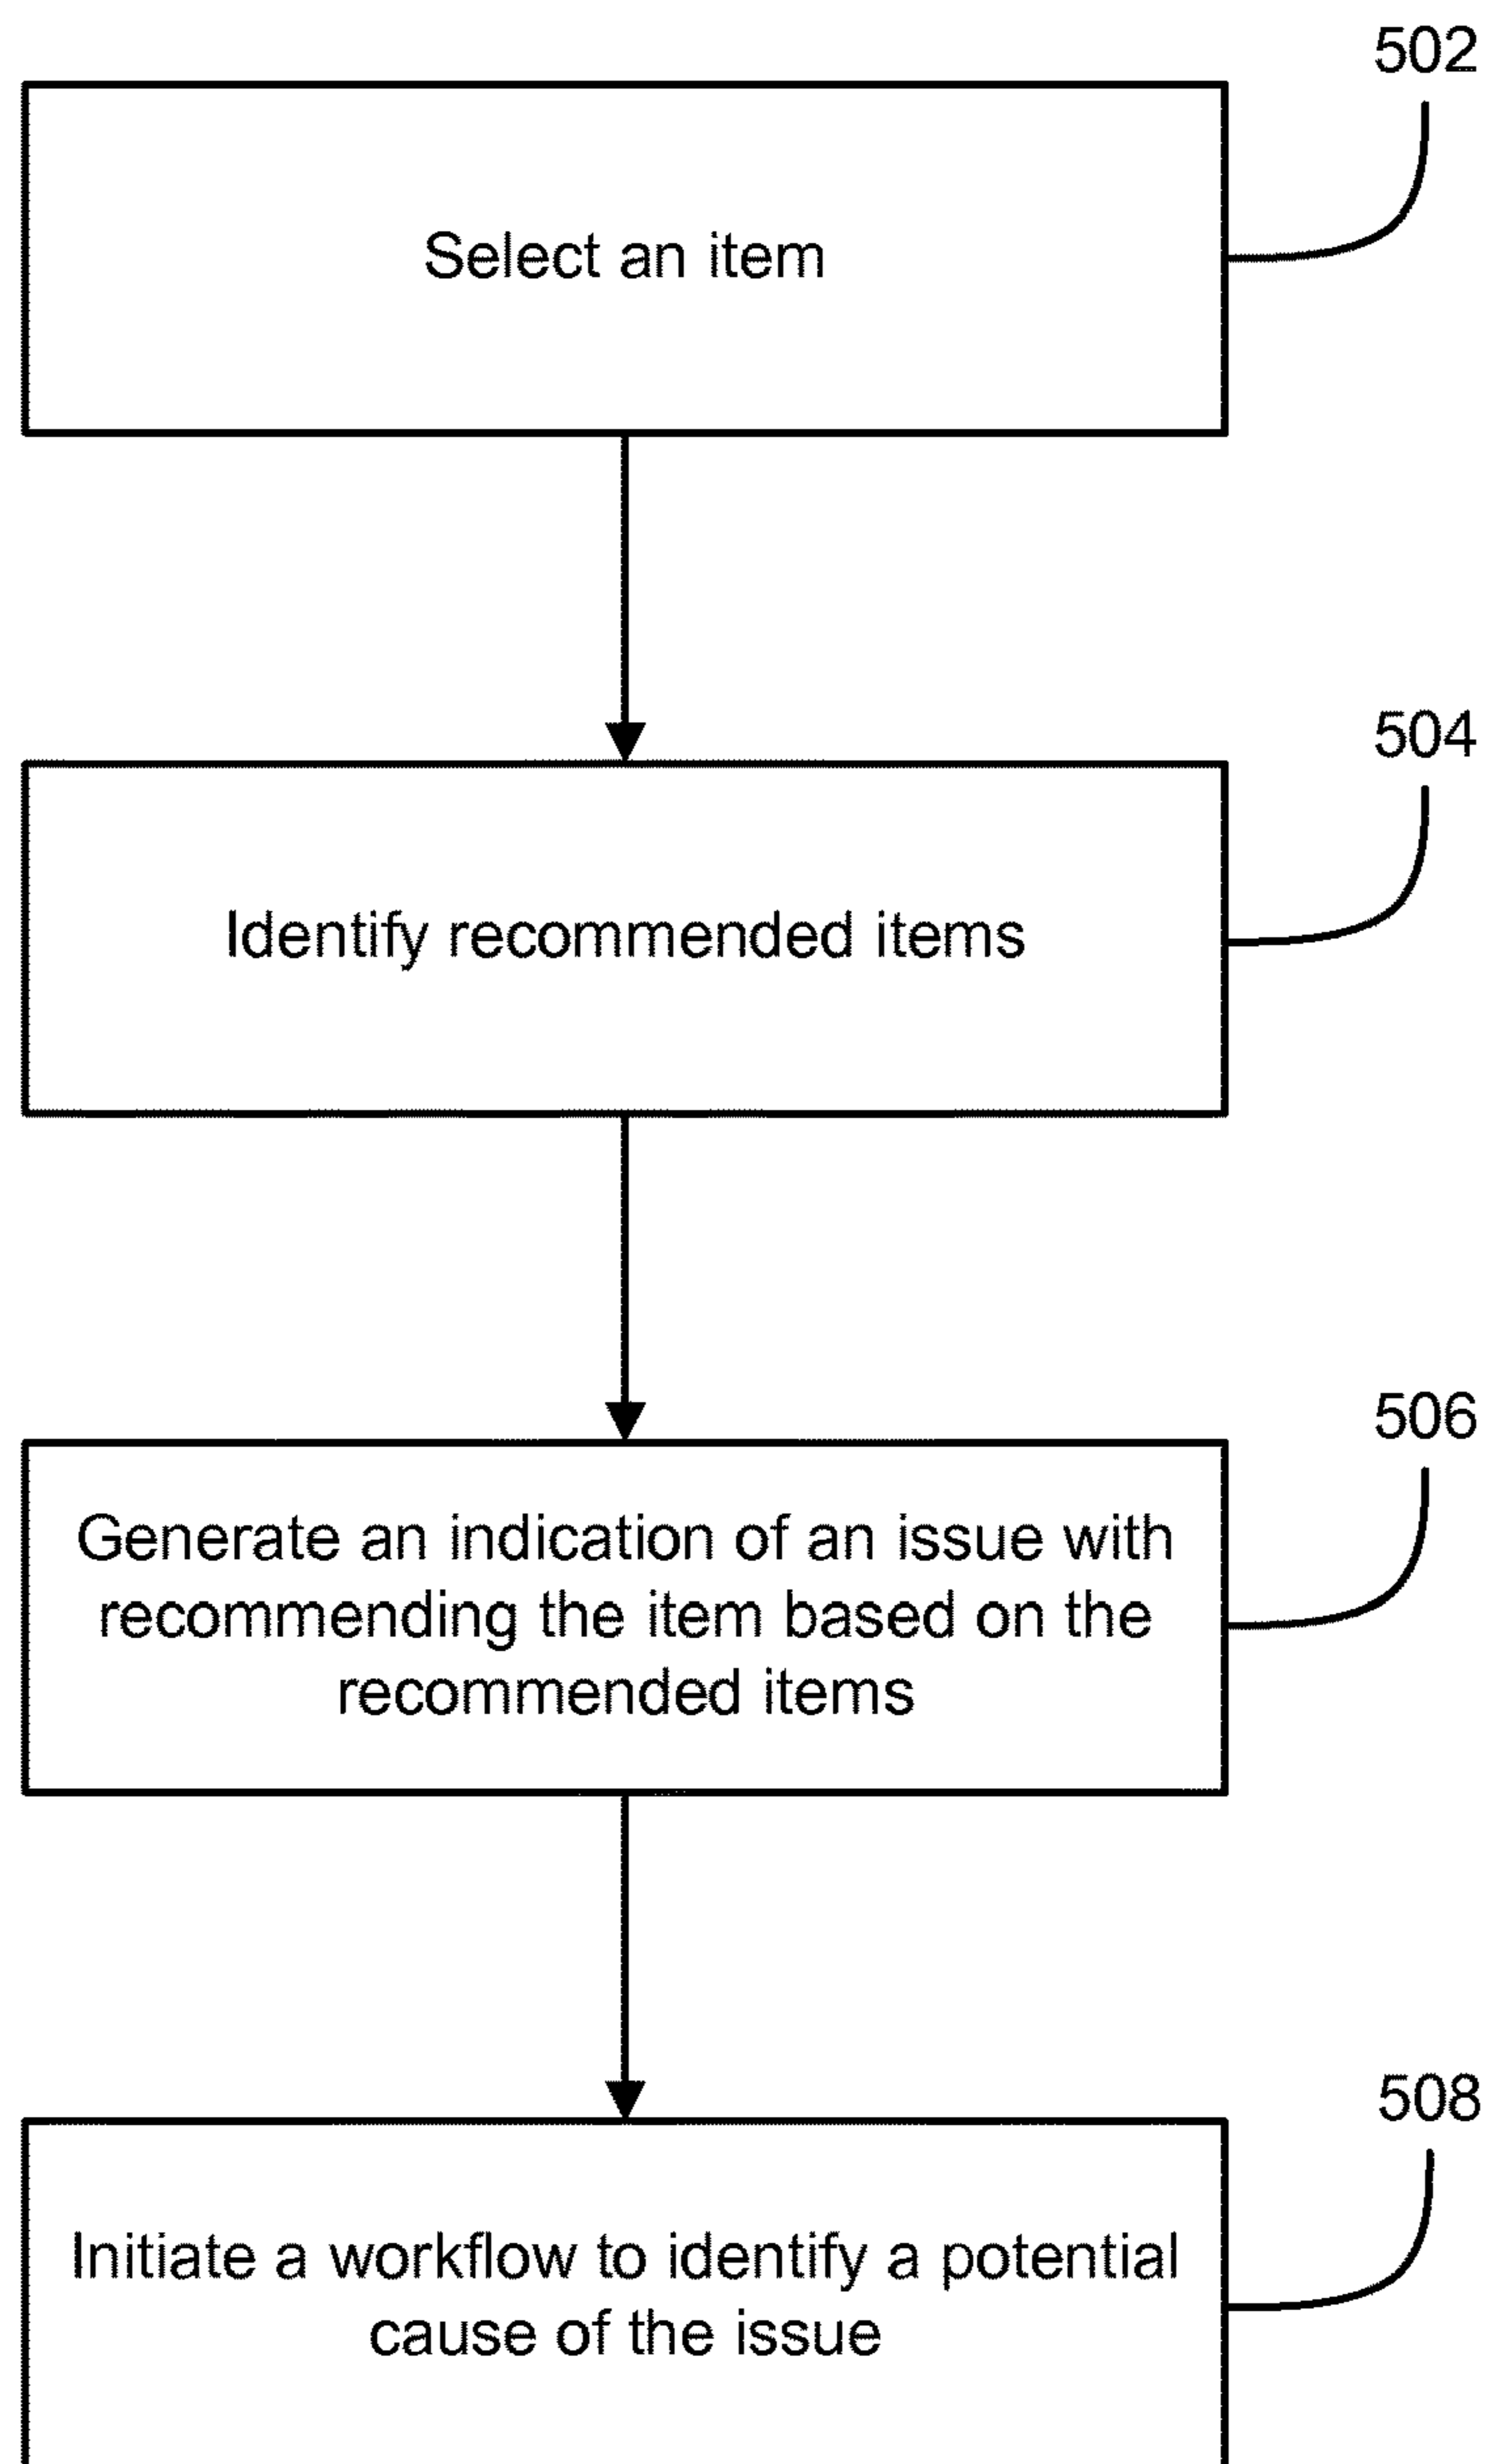 502
Select an item
504
Identify recommended items
506
Generate an indication of an issue with
recommending the item based on the
recommended items
508
Initiate a workflow to identify a potential
cause of the issue